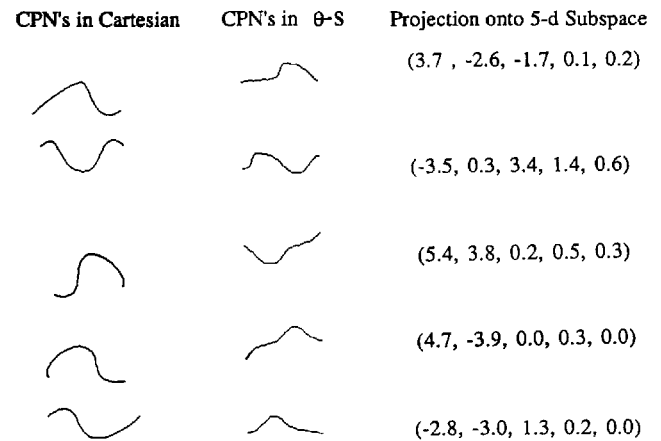 CPN's in Cartesian CPN's in θ-S Projection onto 5-d Subspace
(3.7 , -2.6, -1.7, 0.1, 0.2)
(-3.5, 0.3, 3.4, 1.4, 0.6)
(5.4, 3.8, 0.2, 0.5, 0.3)
(4.7, -3.9, 0.0, 0.3, 0.0)
(-2.8, -3.0, 1.3, 0.2, 0.0)